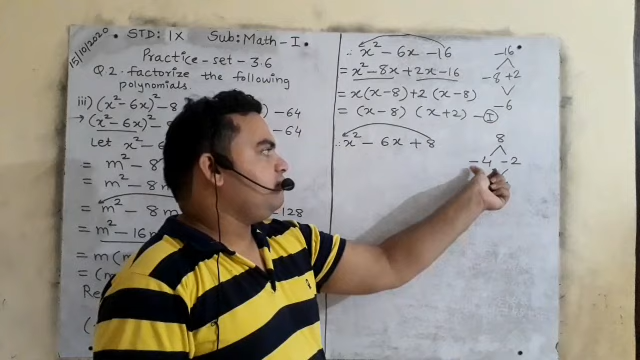 15/10/2020
• STD: IX Sub: Math-I.
Practice-set-3.6
Q2. factorize the following
polynomials.
iii) (x²-6x)²-8 ) -64
→ (x²-6x)² -64
Let x²-6
= m² - 8
= m² - 8
= m² - 8m -128
= m² - 16m
= m(m
= (m
Re
(
∴ x² - 6x - 16
= x² - 8x + 2x - 16
= x(x-8)+2(x-8)
= (x-8) (x+2) - I
∴ x² - 6x + 8
-16
-8 +2
-6
8
-4 -2